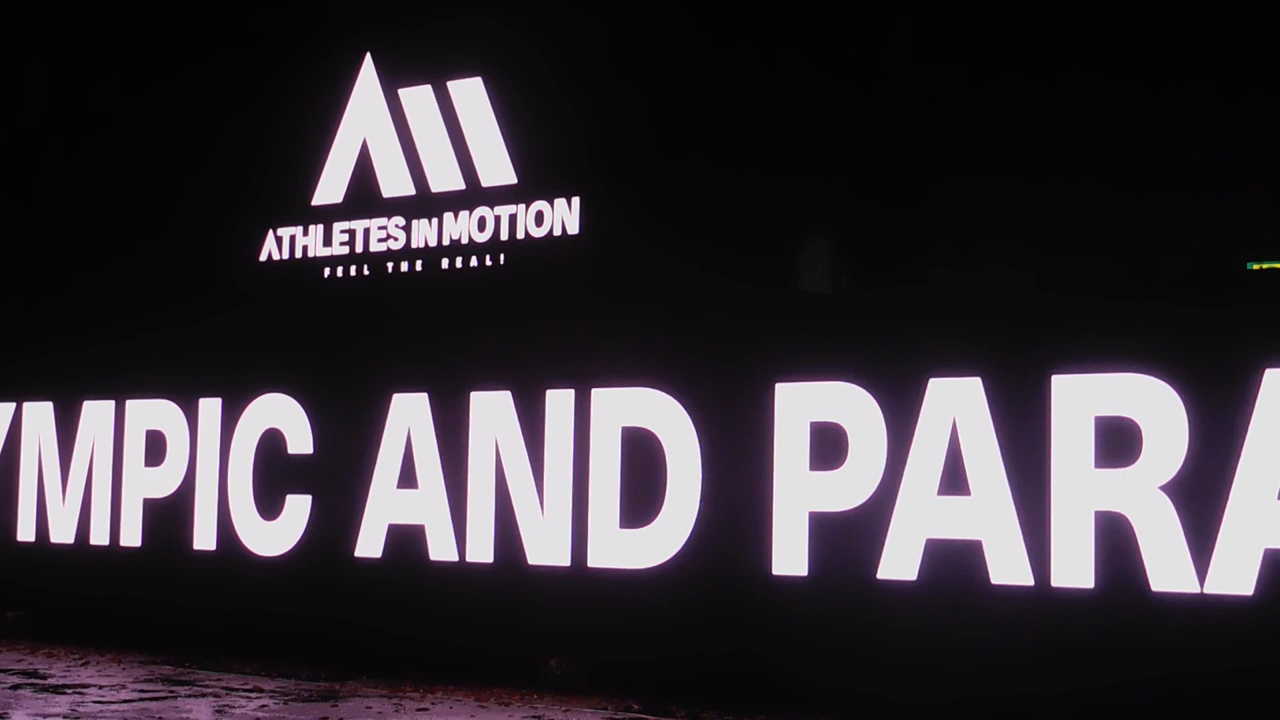 ATHLETES IN MOTION
FEEL THE REAL!
YMPIC AND PARA